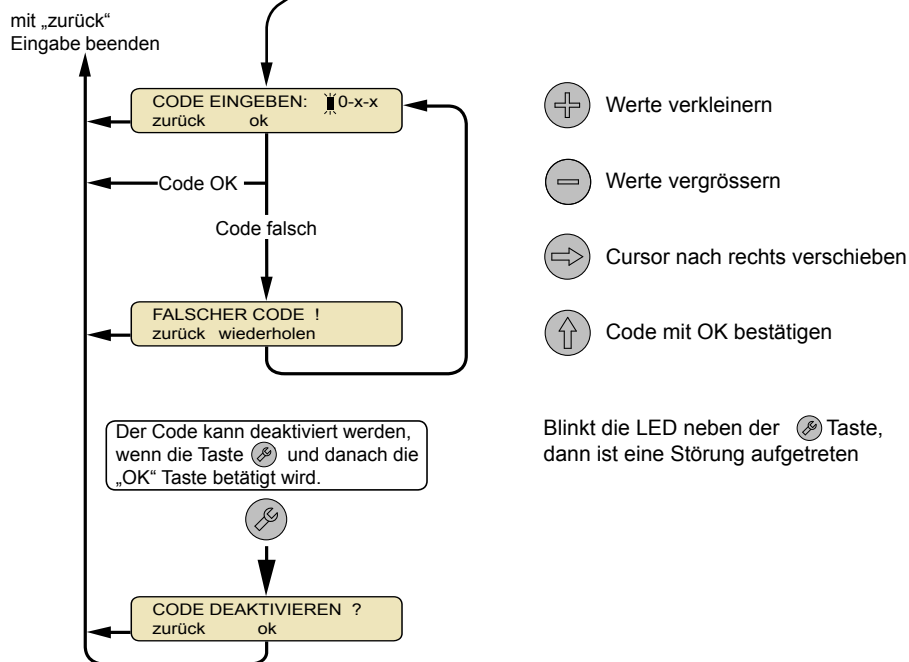 mit „zurück“
Eingabe beenden
CODE EINGEBEN: 0-x-x
zurück ok
Code OK
Code falsch
FALSCHER CODE !
zurück wiederholen
Der Code kann deaktiviert werden,
wenn die Taste und danach die
„OK“ Taste betätigt wird.
CODE DEAKTIVIEREN ?
zurück ok
Werte verkleinern
Werte vergrössern
Cursor nach rechts verschieben
Code mit OK bestätigen
Blinkt die LED neben der Taste,
dann ist eine Störung aufgetreten